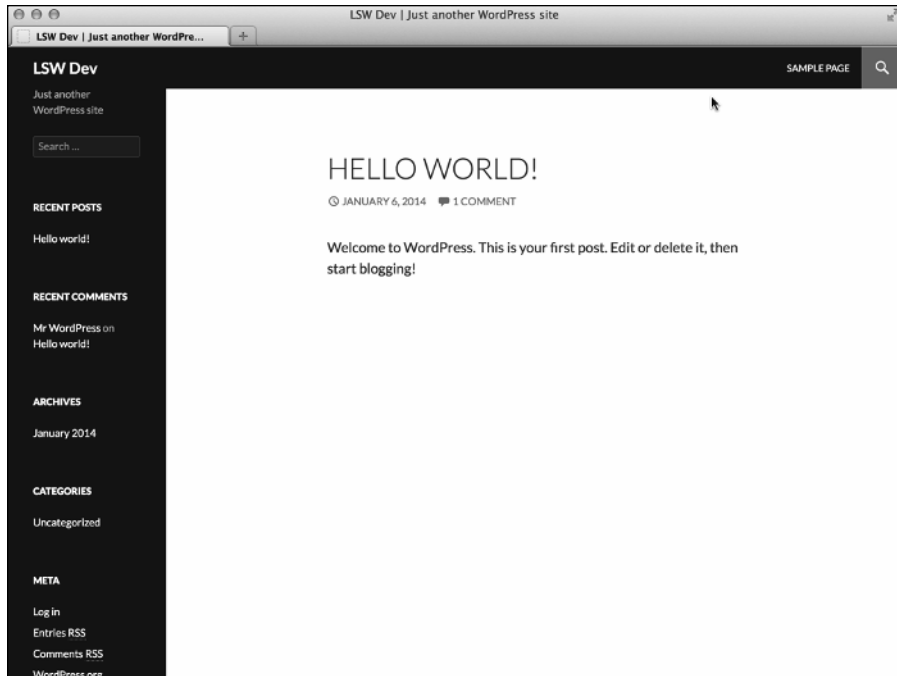 LSW Dev | Just another WordPress site
LSW Dev | Just another WordPre...
LSW Dev
SAMPLE PAGE
Just another
WordPress site
Search ...
HELLO WORLD!
JANUARY 6, 2014 1 COMMENT
Welcome to WordPress. This is your first post. Edit or delete it, then
start blogging!
RECENT POSTS
Hello world!
RECENT COMMENTS
Mr WordPress on
Hello world!
ARCHIVES
January 2014
CATEGORIES
Uncategorized
META
Log in
Entries RSS
Comments RSS
WordPress.org